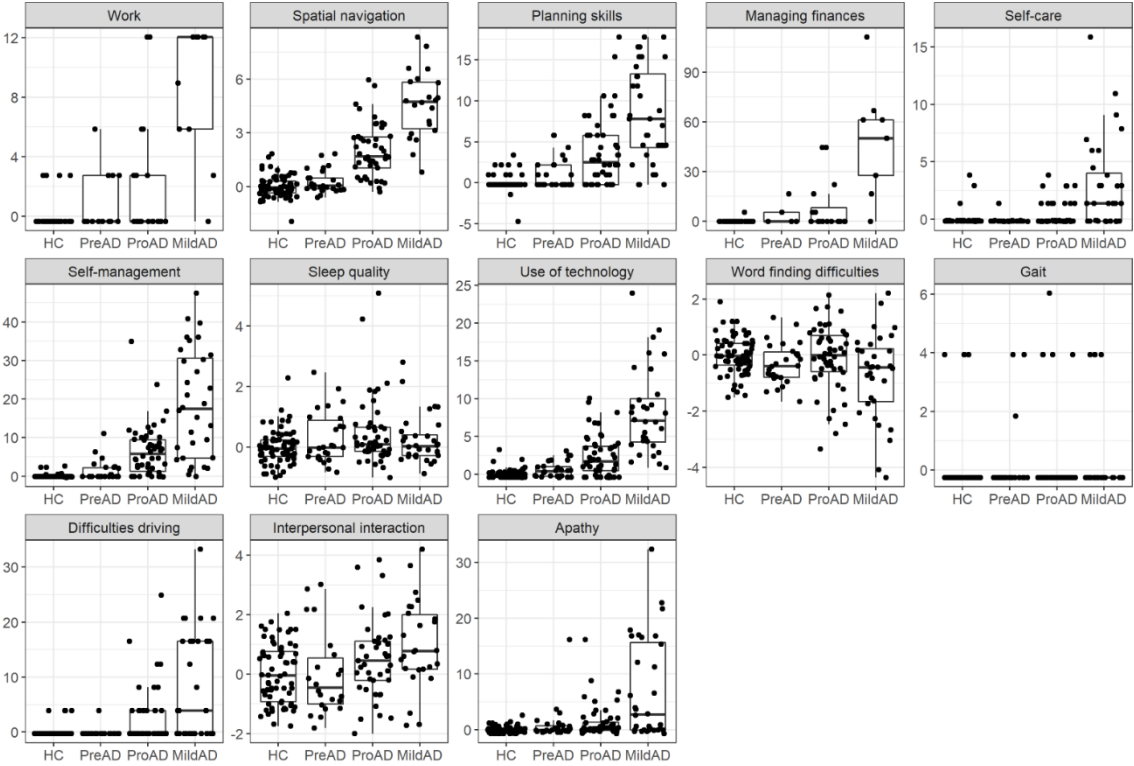 Work
12
8
4
0
HC PreAD ProAD MildAD
Spatial navigation
6
3
0
HC PreAD ProAD MildAD
Planning skills
15
10
5
0
-5
HC PreAD ProAD MildAD
Managing finances
90
60
30
0
HC PreAD ProAD MildAD
Self-care
15
10
5
0
HC PreAD ProAD MildAD
Self-management
40
30
20
10
0
HC PreAD ProAD MildAD
Sleep quality
4
2
0
HC PreAD ProAD MildAD
Use of technology
25
20
15
10
5
0
HC PreAD ProAD MildAD
Word finding difficulties
2
0
-2
-4
HC PreAD ProAD MildAD
Gait
6
4
2
0
HC PreAD ProAD MildAD
Difficulties driving
30
20
10
0
HC PreAD ProAD MildAD
Interpersonal interaction
4
2
0
-2
HC PreAD ProAD MildAD
Apathy
30
20
10
0
HC PreAD ProAD MildAD